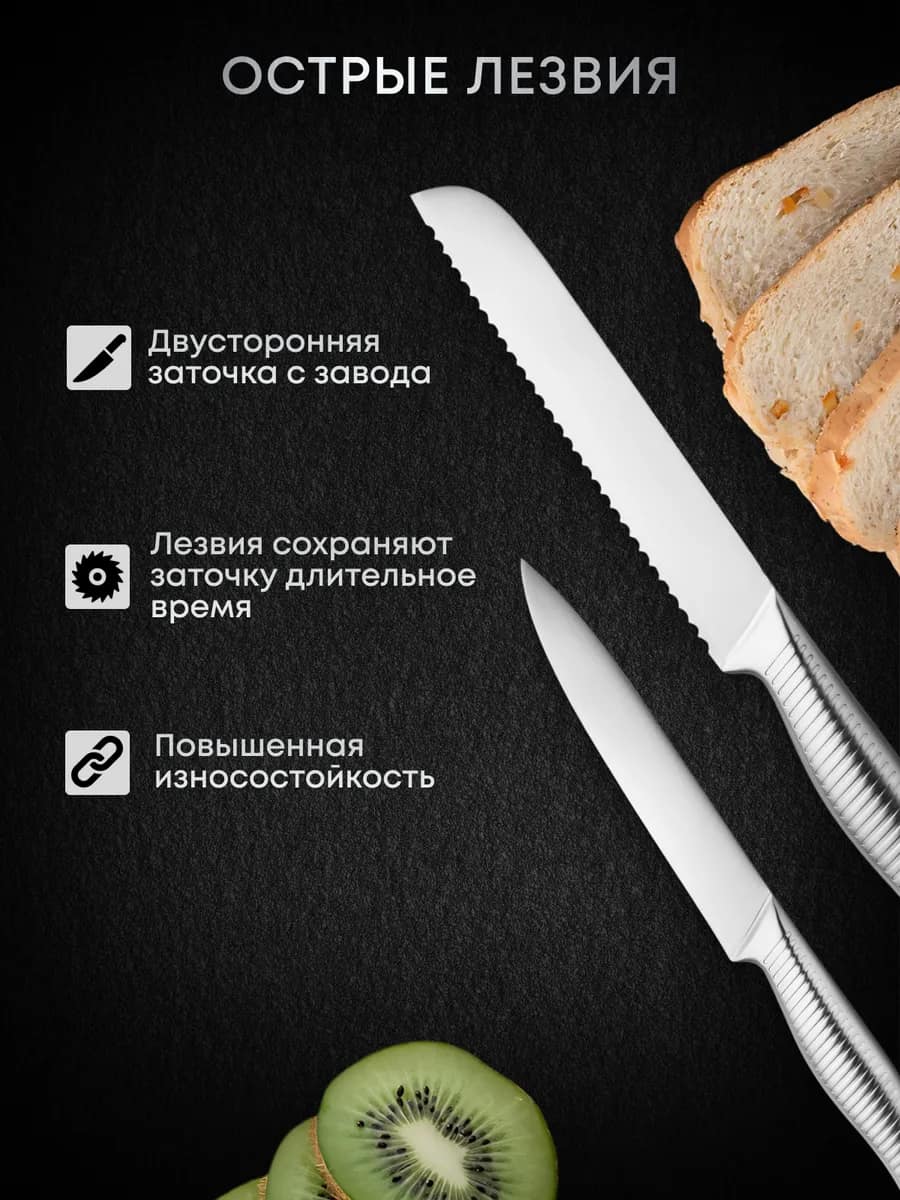 ОСТРЫЕ ЛЕЗВИЯ
Двусторонняя
заточка с завода
Лезвия сохраняют
заточку длительное
время
Повышенная
износостойкость